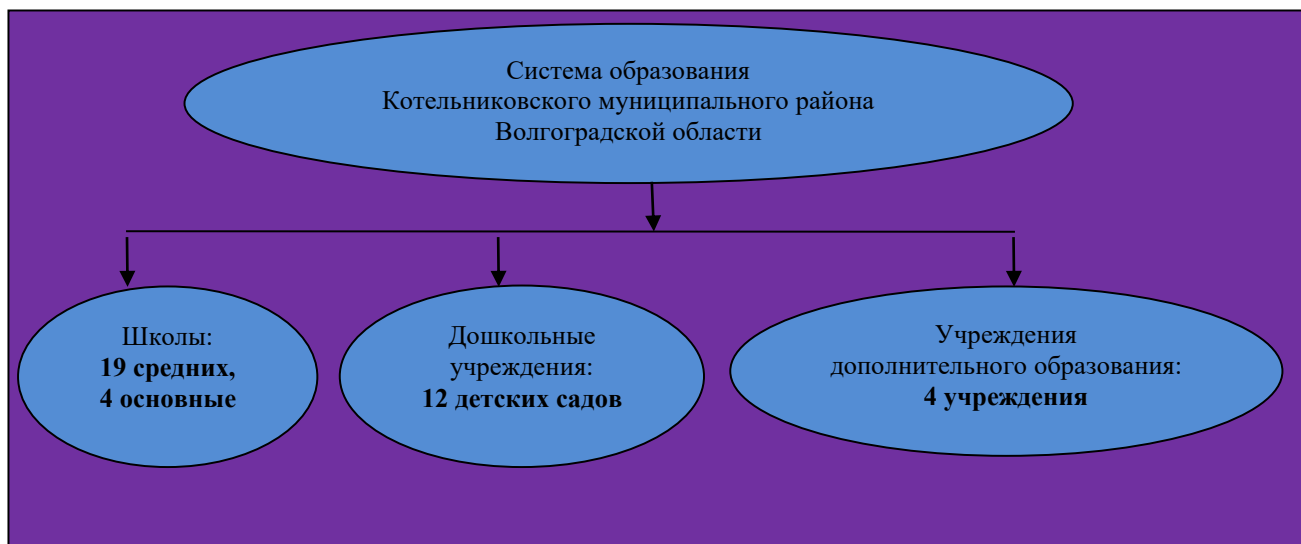 Система образования
Котельниковского муниципального района
Волгоградской области
Школы:
19 средних,
4 основные
Дошкольные
учреждения:
12 детских садов
Учреждения
дополнительного образования:
4 учреждения